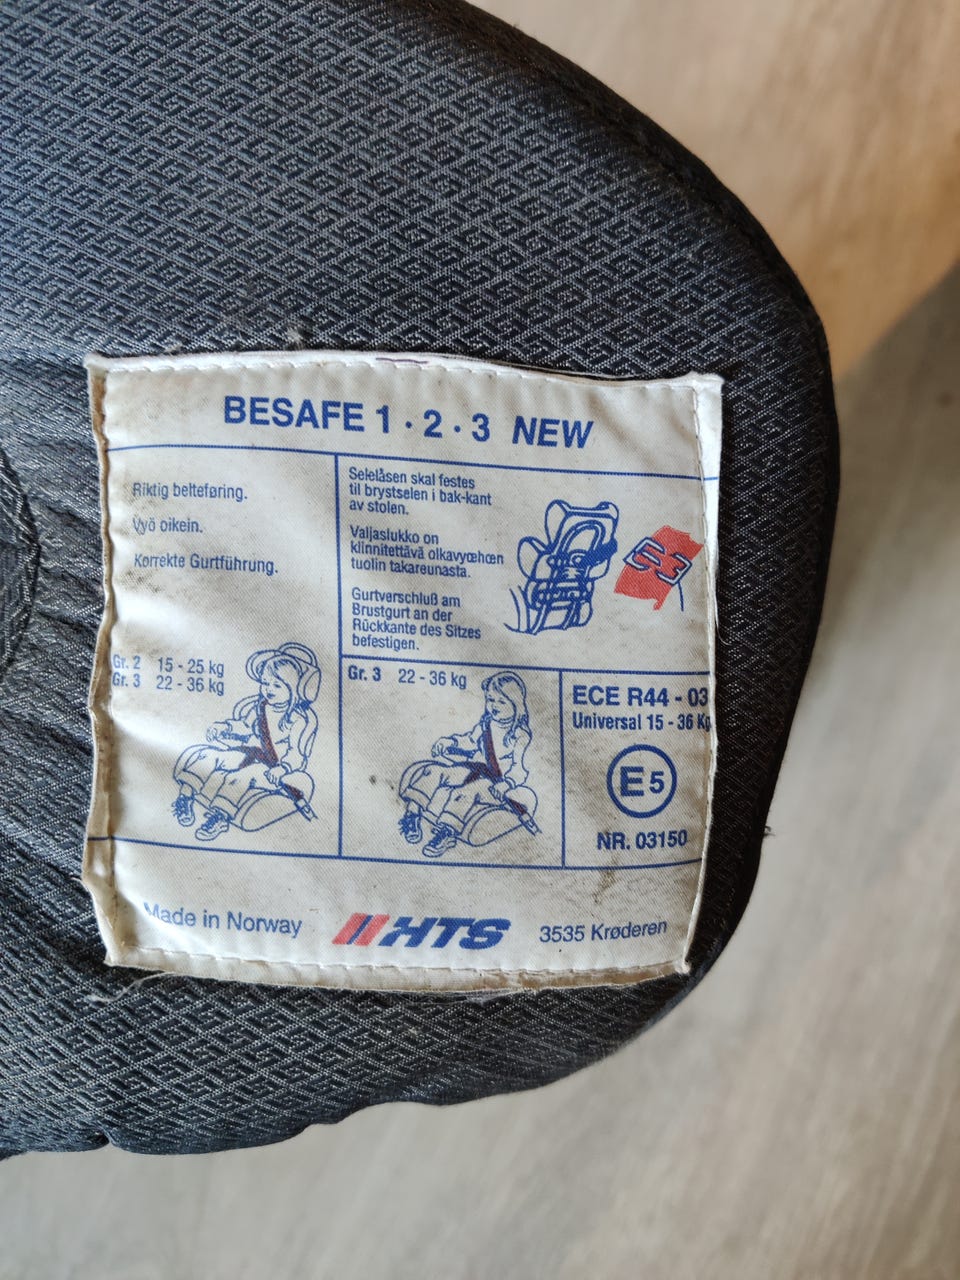 BESAFE 1 · 2 · 3 NEW
Riktig belteføring.
Vyö oikein.
Korrekte Gurtführung.
Selelåsen skal festes
til brystselen i bak-kant
av stolen.
Valjaslukko on
klinnitettävä olkavyœhœn
tuolin takareunasta.
Gurtverschluß am
Brustgurt an der
Rückkante des Sitzes
befestigen.
Gr. 2 15 - 25 kg
Gr. 3 22 - 36 kg
Gr. 3 22 - 36 kg
ECE R44 - 03
Universal 15 - 36 Kg
E5
NR. 03150
Made in Norway
HTS
3535 Krøderen